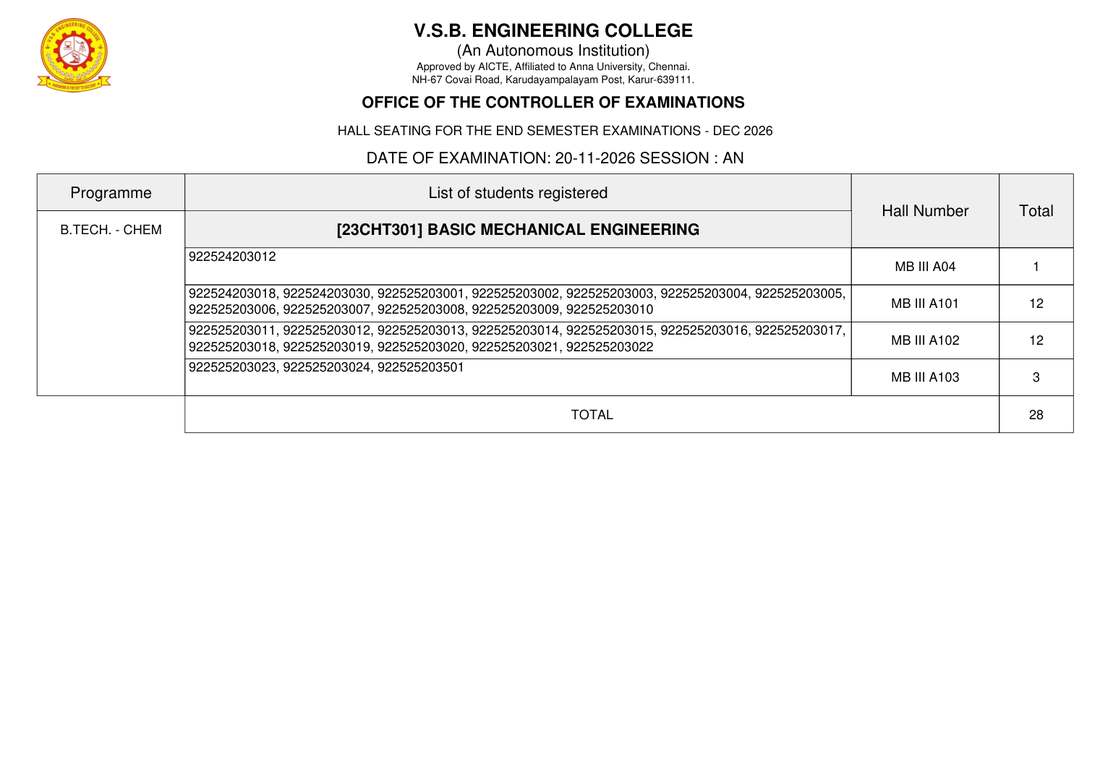 V.S.B. ENGINEERING COLLEGE
(An Autonomous Institution)
Approved by AICTE, Affiliated to Anna University, Chennai.
NH-67 Covai Road, Karudayampalayam Post, Karur-639111.
OFFICE OF THE CONTROLLER OF EXAMINATIONS
HALL SEATING FOR THE END SEMESTER EXAMINATIONS - DEC 2026
DATE OF EXAMINATION: 20-11-2026 SESSION : AN
Programme List of students registered Hall Number Total
B.TECH. - CHEM [23CHT301] BASIC MECHANICAL ENGINEERING
922524203012 MB III A04 1
922524203018, 922524203030, 922525203001, 922525203002, 922525203003, 922525203004, 922525203005,
922525203006, 922525203007, 922525203008, 922525203009, 922525203010 MB III A101 12
922525203011, 922525203012, 922525203013, 922525203014, 922525203015, 922525203016, 922525203017,
922525203018, 922525203019, 922525203020, 922525203021, 922525203022 MB III A102 12
922525203023, 922525203024, 922525203501 MB III A103 3
TOTAL 28